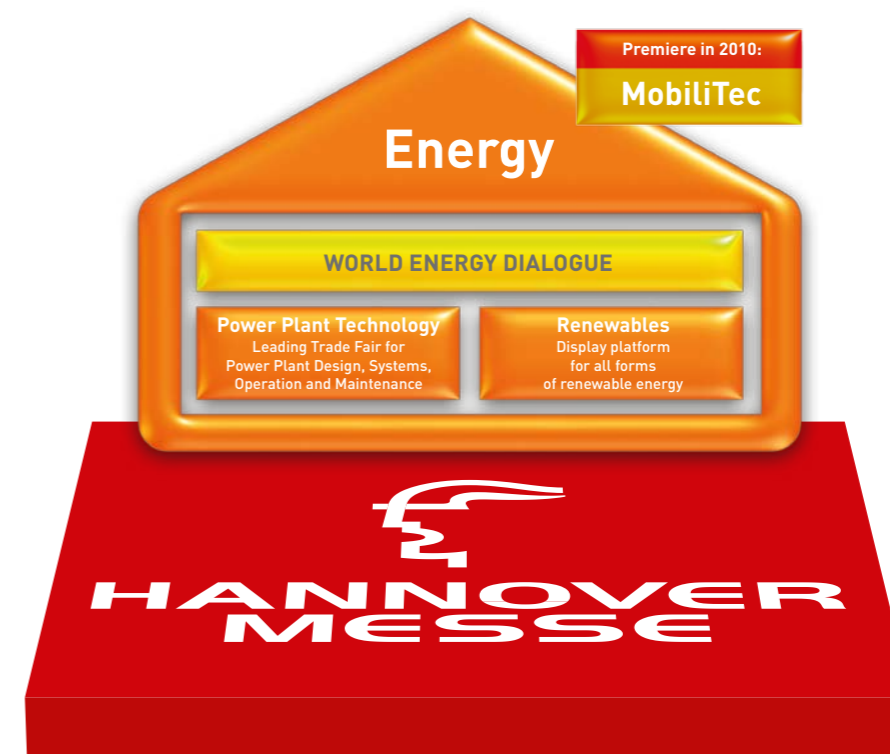 Premiere in 2010:
MobiliTec
Energy
WORLD ENERGY DIALOGUE
Power Plant Technology
Leading Trade Fair for
Power Plant Design, Systems,
Operation and Maintenance
Renewables
Display platform
for all forms
of renewable energy
HANNOVER
MESSE